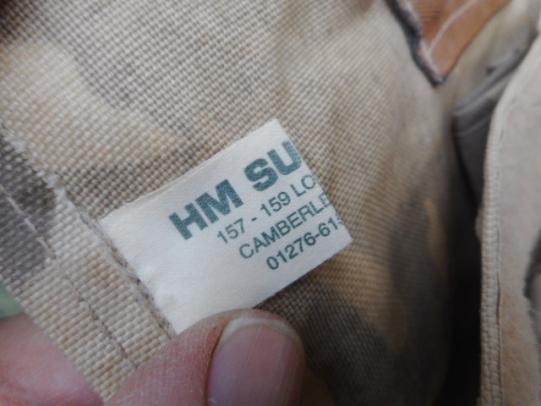 HM SU
157 - 159 LO
CAMBERLE
01276-61